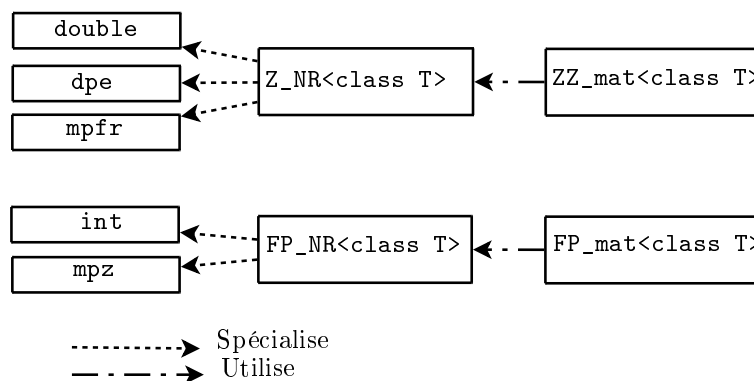 double
dpe
mpfr
Z_NR<class T>
ZZ_mat<class T>
int
mpz
FP_NR<class T>
FP_mat<class T>
Spécialise
Utilise